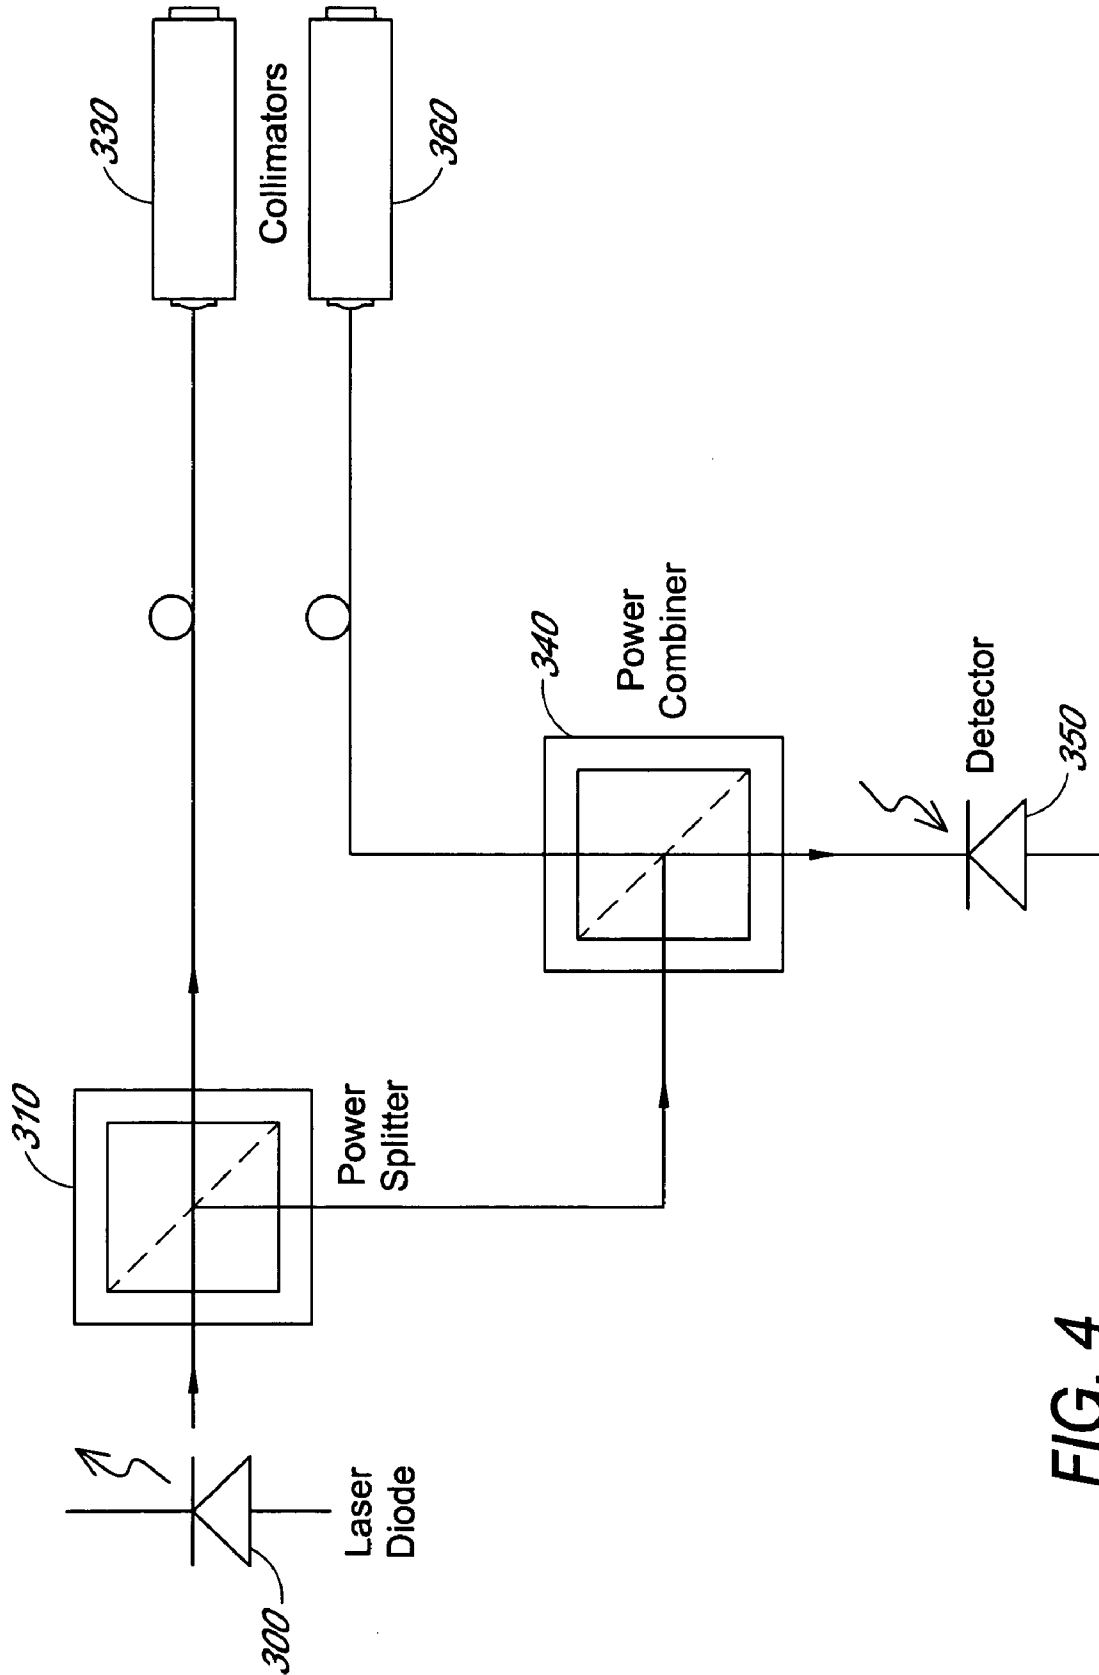 310
330
Collimators
360
300
Laser
Diode
Power
Splitter
340
Power
Combiner
Detector
350
FIG. 4